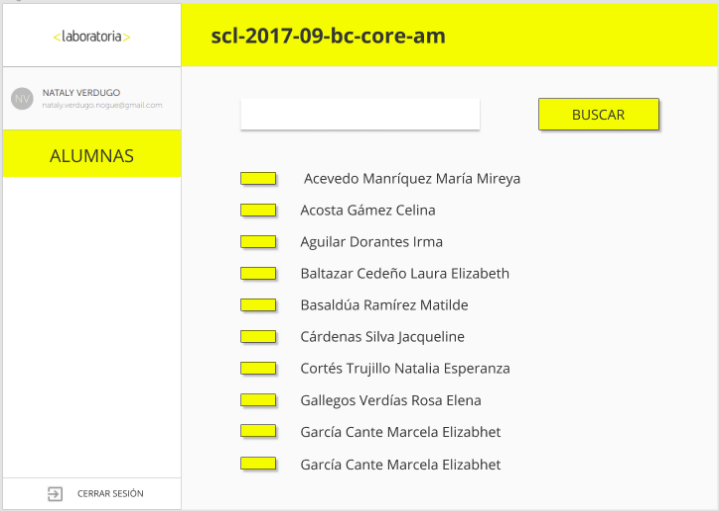 <laboratoria>
scl-2017-09-bc-core-am
NV
NATALY VERDUGO
nataly.verdugo.nogue@gmail.com
BUSCAR
ALUMNAS
Acevedo Manríquez María Mireya
Acosta Gámez Celina
Aguilar Dorantes Irma
Baltazar Cedeño Laura Elizabeth
Basaldúa Ramírez Matilde
Cárdenas Silva Jacqueline
Cortés Trujillo Natalia Esperanza
Gallegos Verdías Rosa Elena
García Cante Marcela Elizabhet
García Cante Marcela Elizabhet
CERRAR SESIÓN